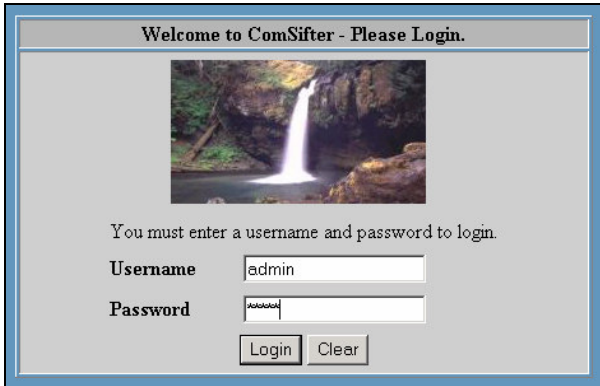 Welcome to ComSifter - Please Login.
You must enter a username and password to login.
Username admin
Password ******
Login Clear